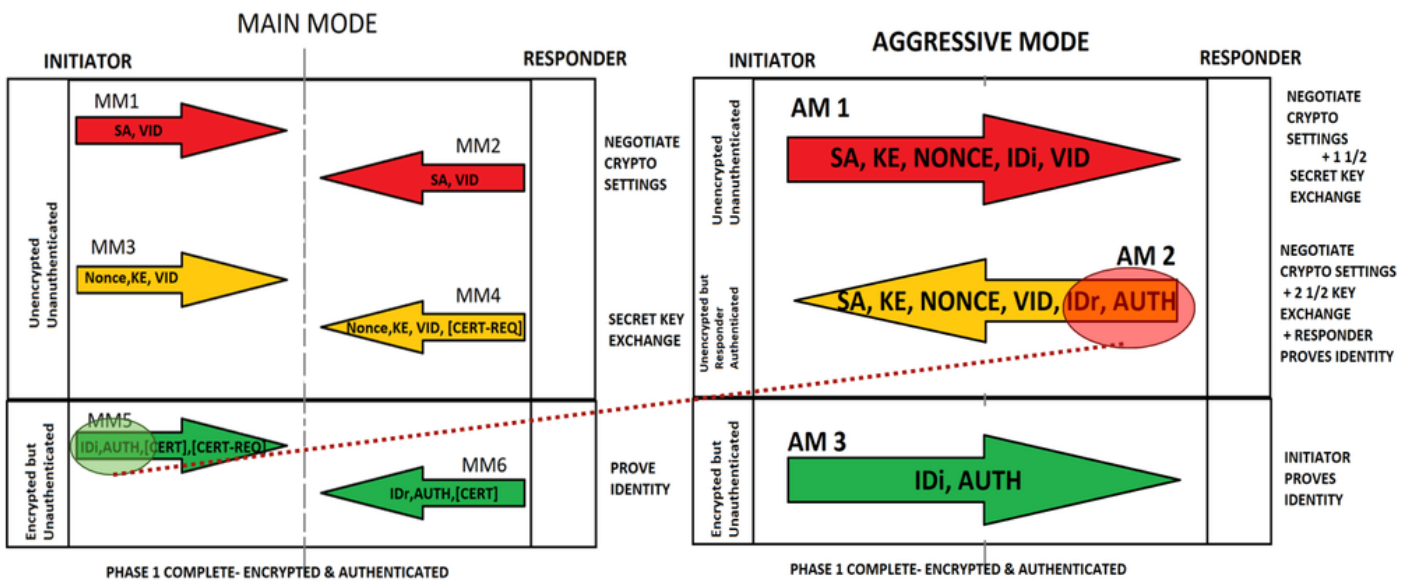 MAIN MODE
INITIATOR
RESPONDER
MM1
SA, VID
MM2
SA, VID
NEGOTIATE
CRYPTO
SETTINGS
Unencrypted
Unanuthenticated
MM3
Nonce,KE, VID
MM4
Nonce,KE, VID, [CERT-REQ]
SECRET KEY
EXCHANGE
MM5
IDi,AUTH,[CERT],[CERT-REQ]
Encrypted but
Unauthenticated
MM6
IDr,AUTH,[CERT]
PROVE
IDENTITY
PHASE 1 COMPLETE- ENCRYPTED & AUTHENTICATED
AGGRESSIVE MODE
INITIATOR
RESPONDER
Unencrypted
Unanuthenticated
AM 1
SA, KE, NONCE, IDi, VID
NEGOTIATE
CRYPTO
SETTINGS
+ 1 1/2
SECRET KEY
EXCHANGE
Unencrypted but
Responder
Authenticated
AM 2
SA, KE, NONCE, VID, IDr, AUTH
NEGOTIATE
CRYPTO SETTINGS
+ 2 1/2 KEY
EXCHANGE
+ RESPONDER
PROVES IDENTITY
Encrypted but
Unauthenticated
AM 3
IDi, AUTH
INITIATOR
PROVES
IDENTITY
PHASE 1 COMPLETE- ENCRYPTED & AUTHENTICATED